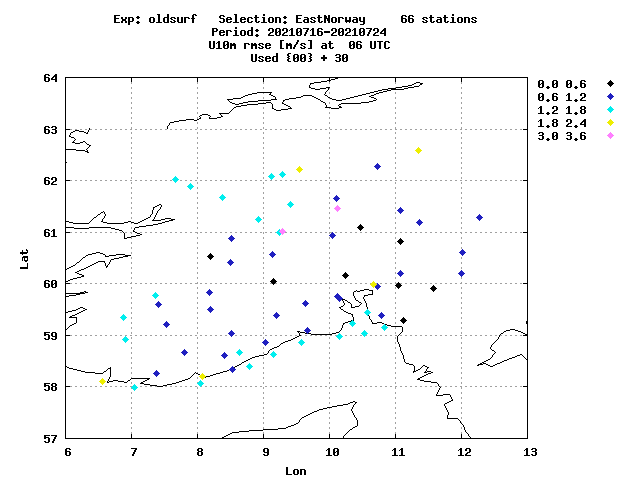 Exp: oldsurf Selection: EastNorway 66 stations
Period: 20210716-20210724
U10m rmse [m/s] at 06 UTC
Used {00} + 30
0.0 0.6
0.6 1.2
1.2 1.8
1.8 2.4
3.0 3.6
64
63
62
61
60
59
58
57
Lat
6 7 8 9 10 11 12 13
Lon